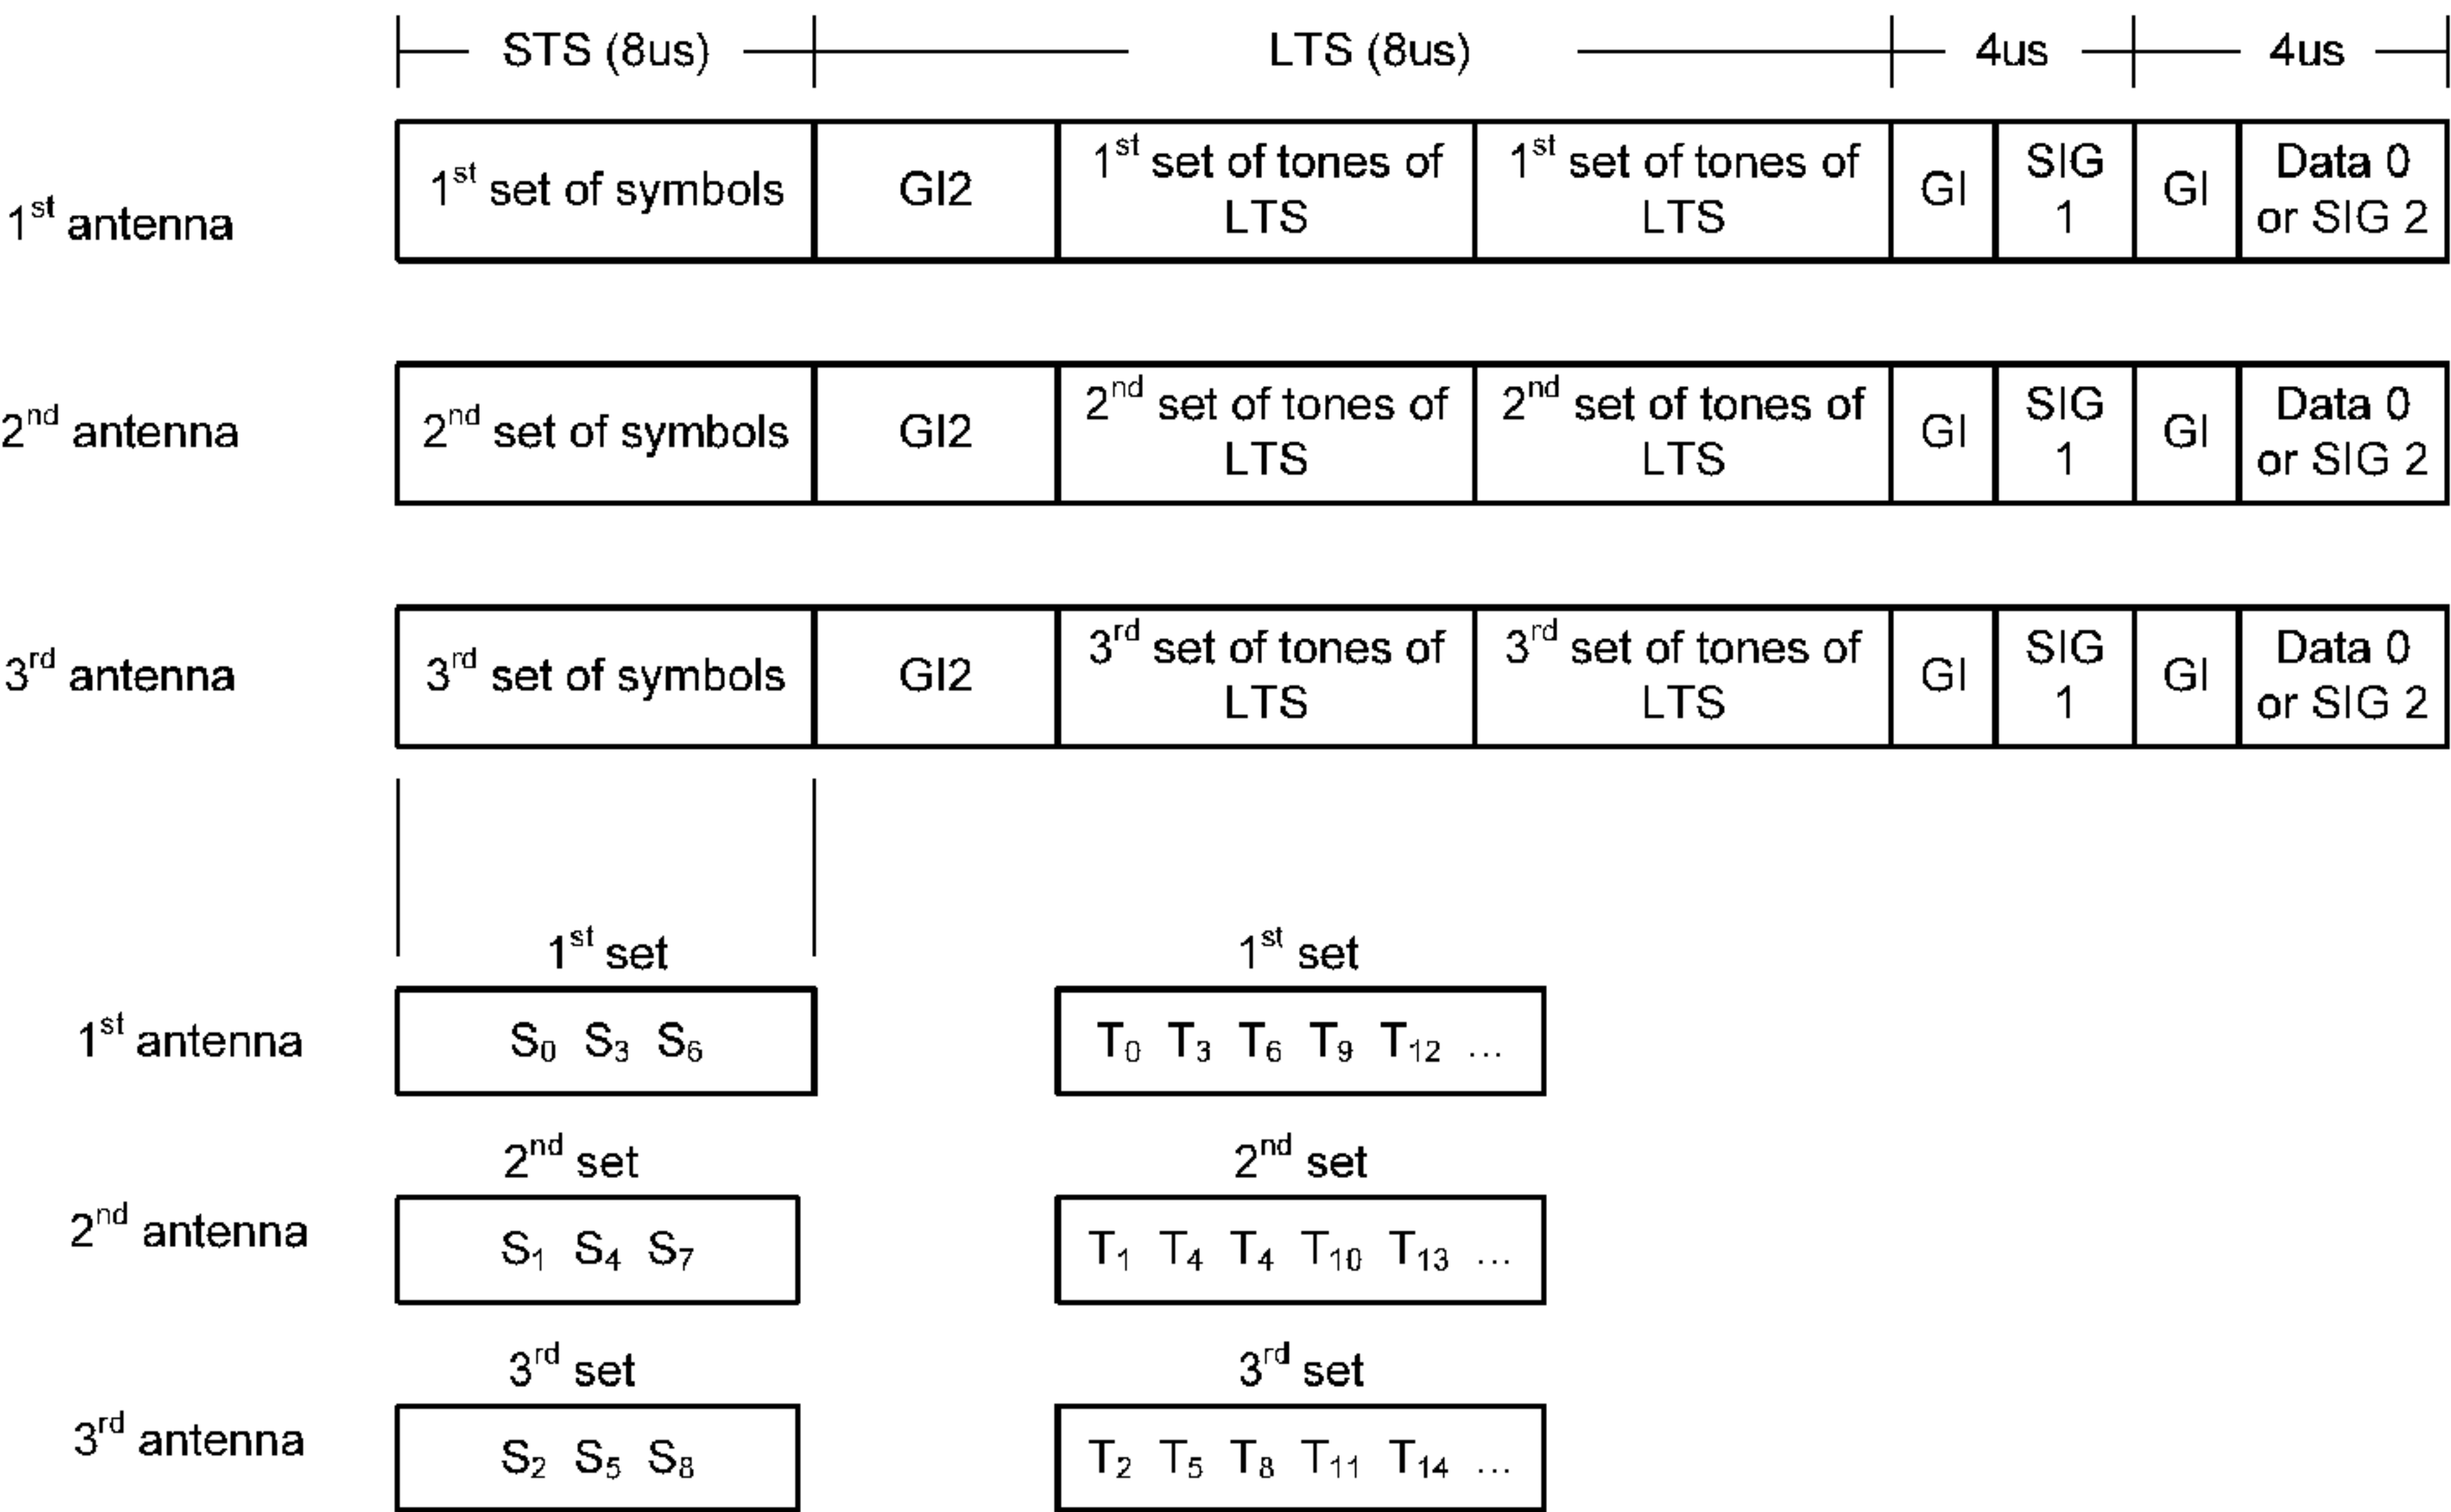 STS (8us) LTS (8us) 4us 4us
1st antenna
1st set of symbols
GI2
1st set of tones of
LTS
1st set of tones of
LTS
GI
SIG
1
GI
Data 0
or SIG 2
2nd antenna
2nd set of symbols
GI2
2nd set of tones of
LTS
2nd set of tones of
LTS
GI
SIG
1
GI
Data 0
or SIG 2
3rd antenna
3rd set of symbols
GI2
3rd set of tones of
LTS
3rd set of tones of
LTS
GI
SIG
1
GI
Data 0
or SIG 2
1st set 1st set
1st antenna S0 S3 S6 T0 T3 T6 T9 T12 ...
2nd set 2nd set
2nd antenna S1 S4 S7 T1 T4 T4 T10 T13 ...
3rd set 3rd set
3rd antenna S2 S5 S8 T2 T5 T8 T11 T14 ...